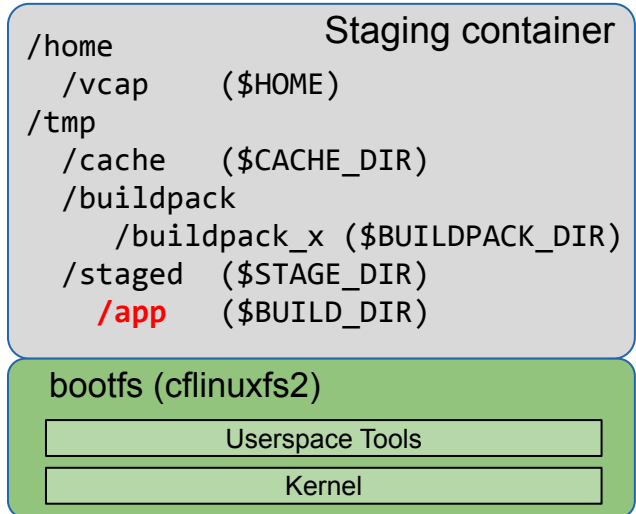 Staging container
/home
/vcap ($HOME)
/tmp
/cache ($CACHE_DIR)
/buildpack
/buildpack_x ($BUILDPACK_DIR)
/staged ($STAGE_DIR)
/app ($BUILD_DIR)
bootfs (cflinuxfs2)
Userspace Tools
Kernel